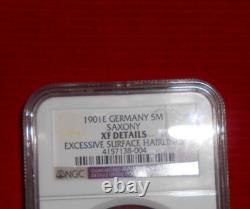 1901E GERMANY 5M
SAXONY
XF DETAILS
EXCESSIVE SURFACE HAIRLINES
4157138-004
NGC